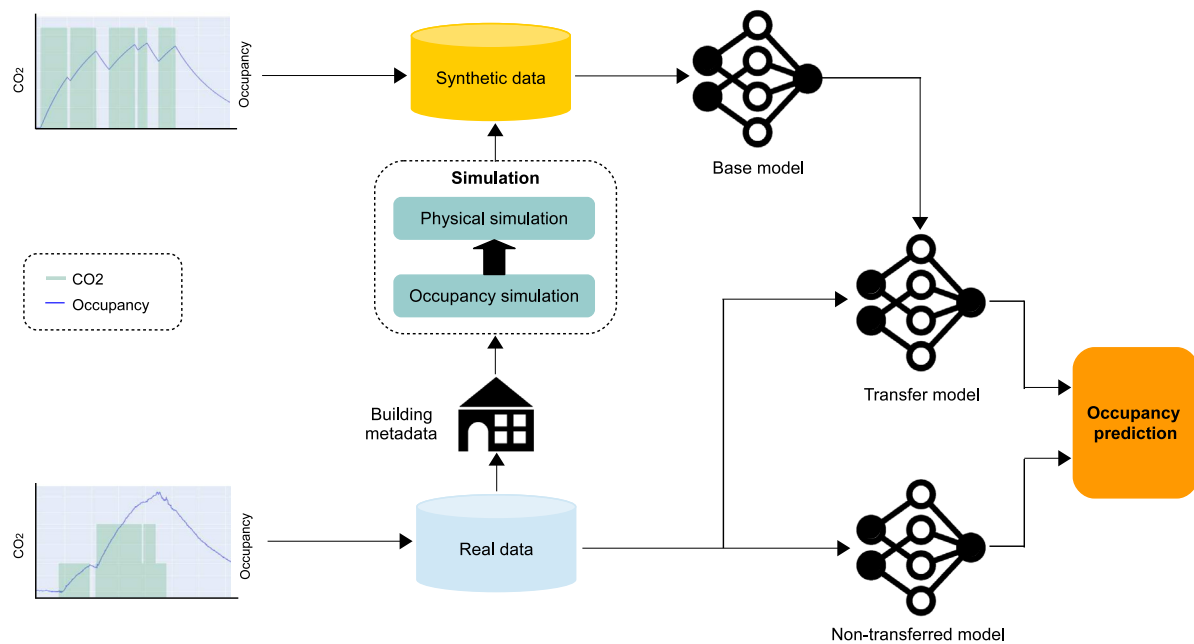 CO2
Occupancy
Synthetic data
Base model
Simulation
Physical simulation
Occupancy simulation
CO2
Occupancy
Building
metadata
Transfer model
Occupancy
prediction
CO2
Occupancy
Real data
Non-transferred model